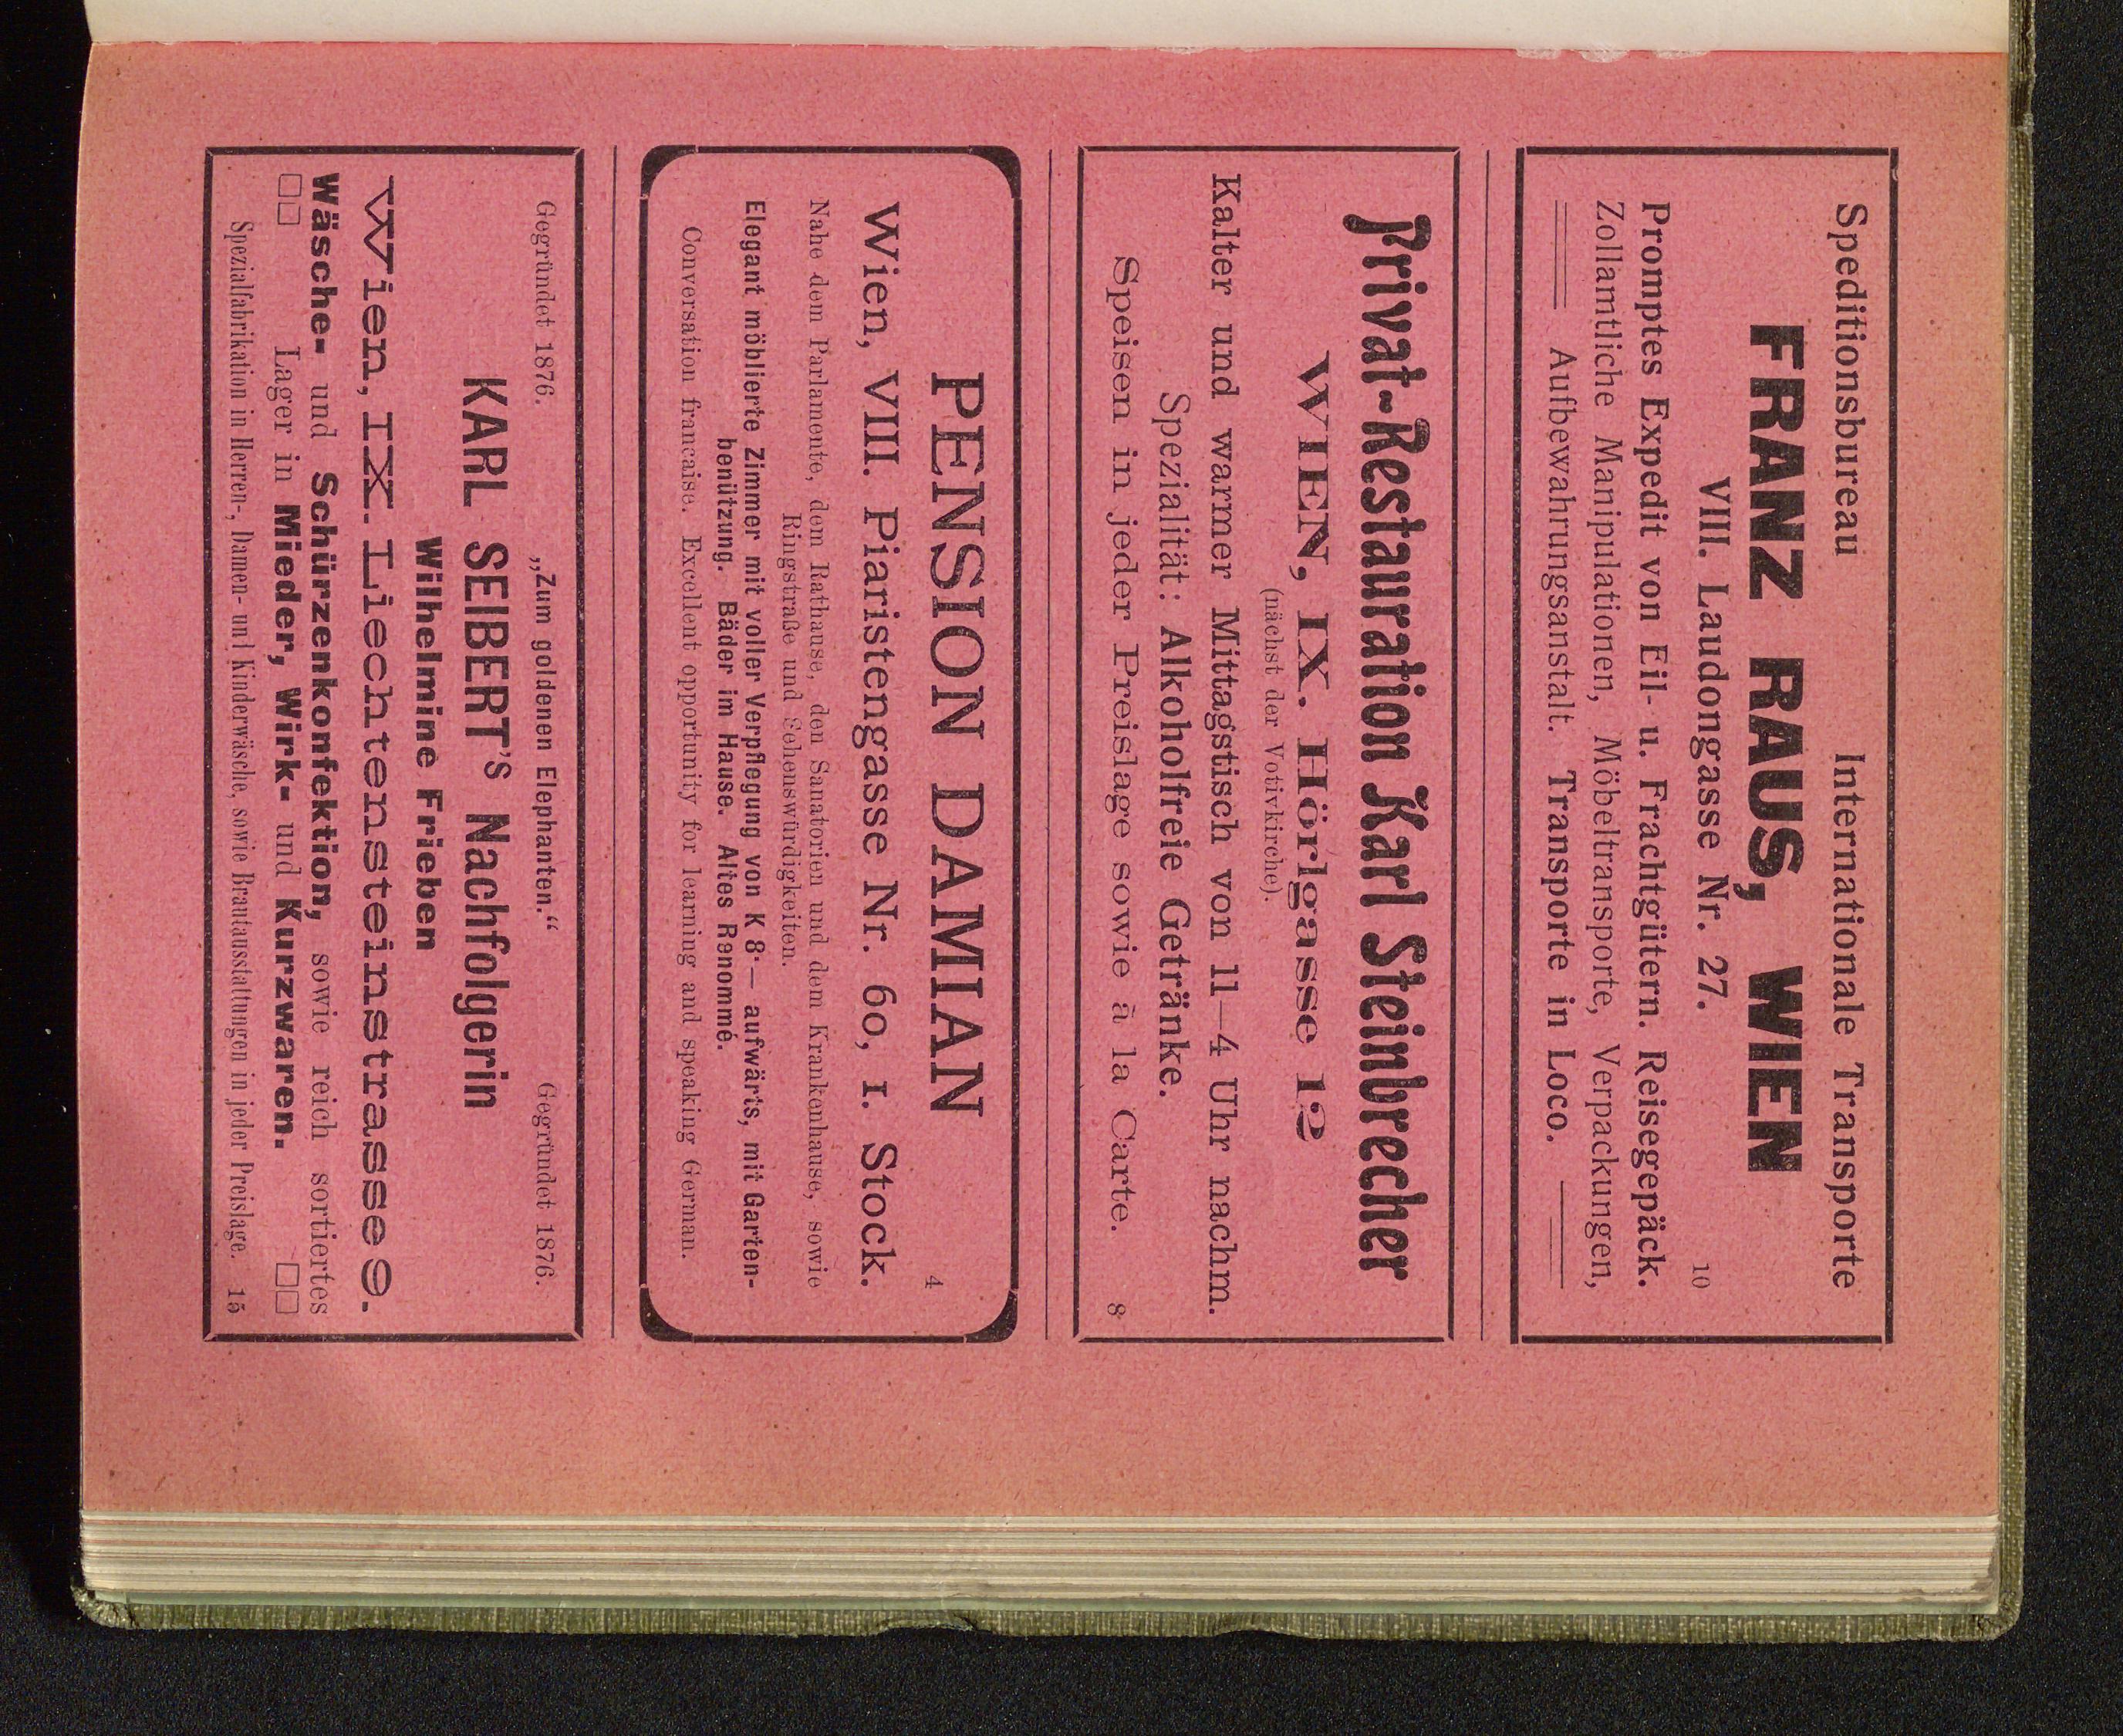 Speditionsbureau Internationale Transporte
FRANZ RAUS, WIEN
VIII. Laudongasse Nr. 27. 10
Promptes Expedit von Eil- u. Frachtgütern. Reisegepäck.
Zollamtliche Manipulationen, Möbeltransporte, Verpackungen,
Aufbewahrungsanstalt. Transporte in Loco.
Privat-Restauration Karl Steinbrecher
WIEN, IX. Hörlgasse 12
(nächst der Votivkirche).
Kalter und warmer Mittagstisch von 11—4 Uhr nachm.
Spezialität: Alkoholfreie Getränke.
Speisen in jeder Preislage sowie à la Carte. 8
PENSION DAMIAN 4
Wien, VIII. Piaristengasse Nr. 60, 1. Stock.
Nahe dem Parlamente, dem Rathause, den Sanatorien und dem Krankenhause, sowie
Ringstraße und Sehenswürdigkeiten.
Elegant möblierte Zimmer mit voller Verpflegung von K 8·— aufwärts, mit Garten-
benützung. Bäder im Hause. Altes Renommé.
Conversation francaise. Excellent opportunity for learning and speaking German.
Gegründet 1876. „Zum goldenen Elephanten.“ Gegründet 1876.
KARL SEIBERT's Nachfolgerin
Wilhelmine Frieben
Wien, IX. Liechtensteinstrasse 9.
Wäsche- und Schürzenkonfektion, sowie reich sortiertes
□□ Lager in Mieder, Wirk- und Kurzwaren. □□
Spezialfabrikation in Herren-, Damen- und Kinderwäsche, sowie Brautausstattungen in jeder Preislage. 15